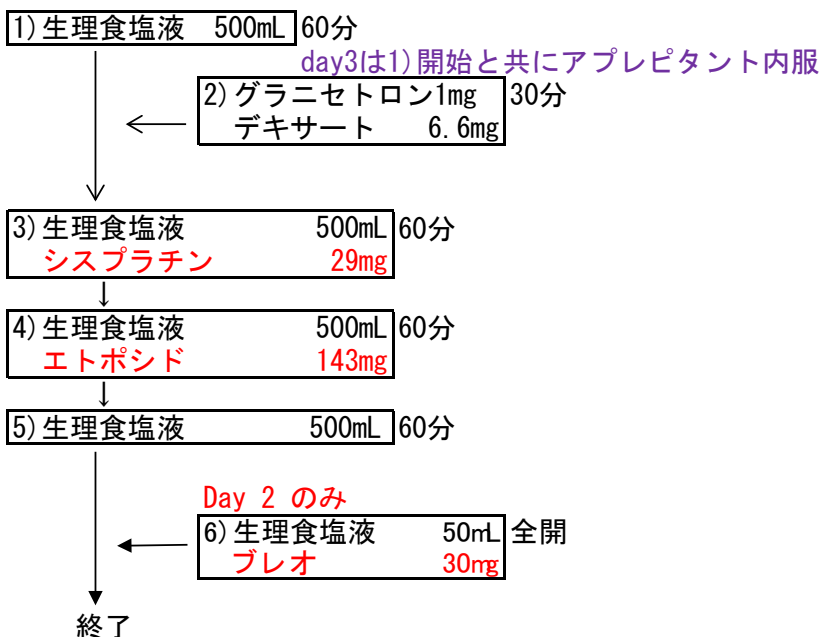 1)生理食塩液 500mL 60分
day3は1)開始と共にアプレピタント内服
2)グラニセトロン1mg 30分
デキサート 6.6mg
3)生理食塩液 500mL 60分
シスプラチン 29mg
4)生理食塩液 500mL 60分
エトポシド 143mg
5)生理食塩液 500mL 60分
Day 2 のみ
6)生理食塩液 50mL 全開
ブレオ 30mg
終了